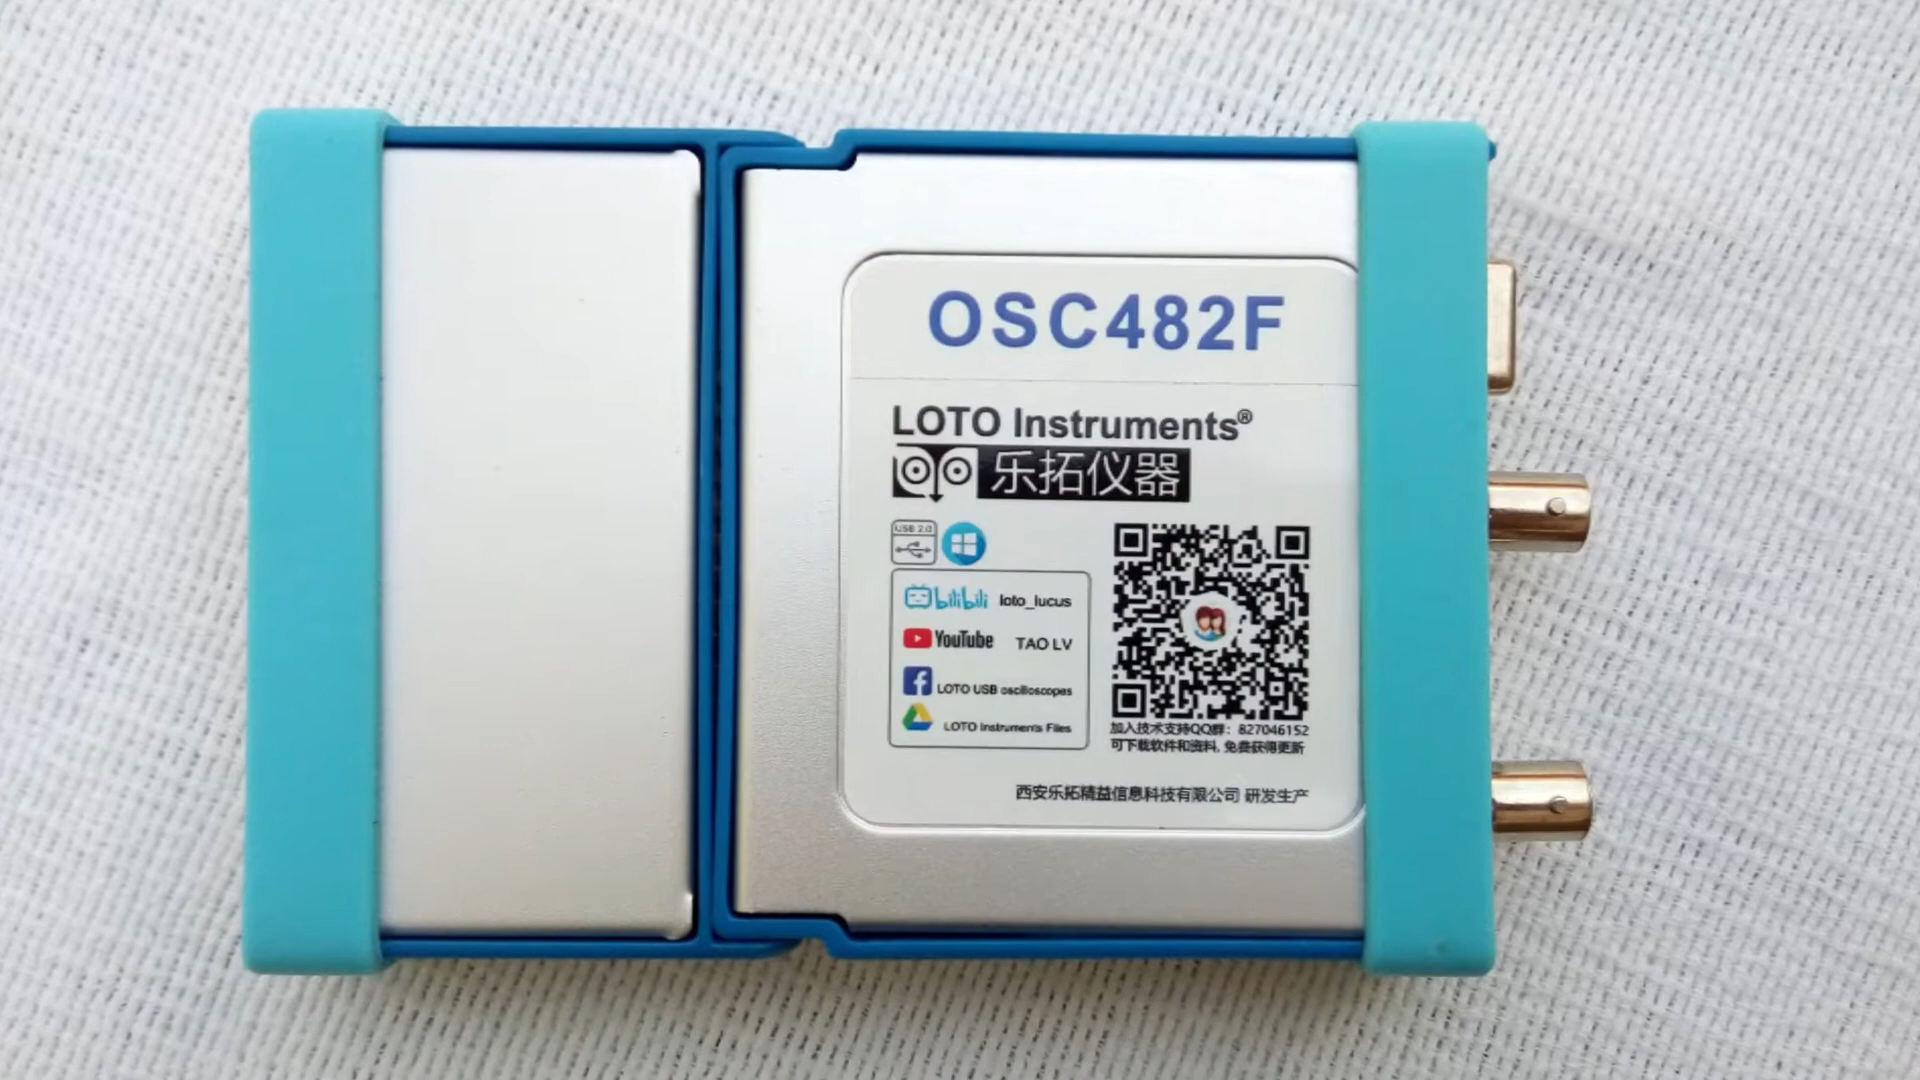 OSC482F
LOTO Instruments®
LOTO 乐拓仪器
USB 2.0
bilibili loto_lucus
YouTube TAO LV
LOTO USB oscilloscopes
LOTO Instruments Files
加入技术支持QQ群：827046152
可下载软件和资料, 免费获得更新
西安乐拓精益信息科技有限公司 研发生产